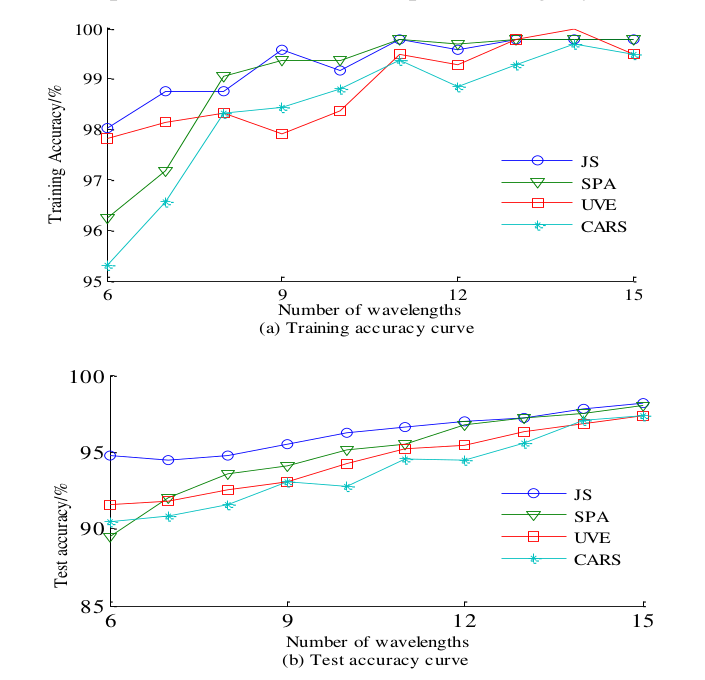 100
99
98
97
96
95
Training Accuracy/%
JS
SPA
UVE
CARS
6 9 12 15
Number of wavelengths
(a) Training accuracy curve
100
95
90
85
Test accuracy/%
JS
SPA
UVE
CARS
6 9 12 15
Number of wavelengths
(b) Test accuracy curve